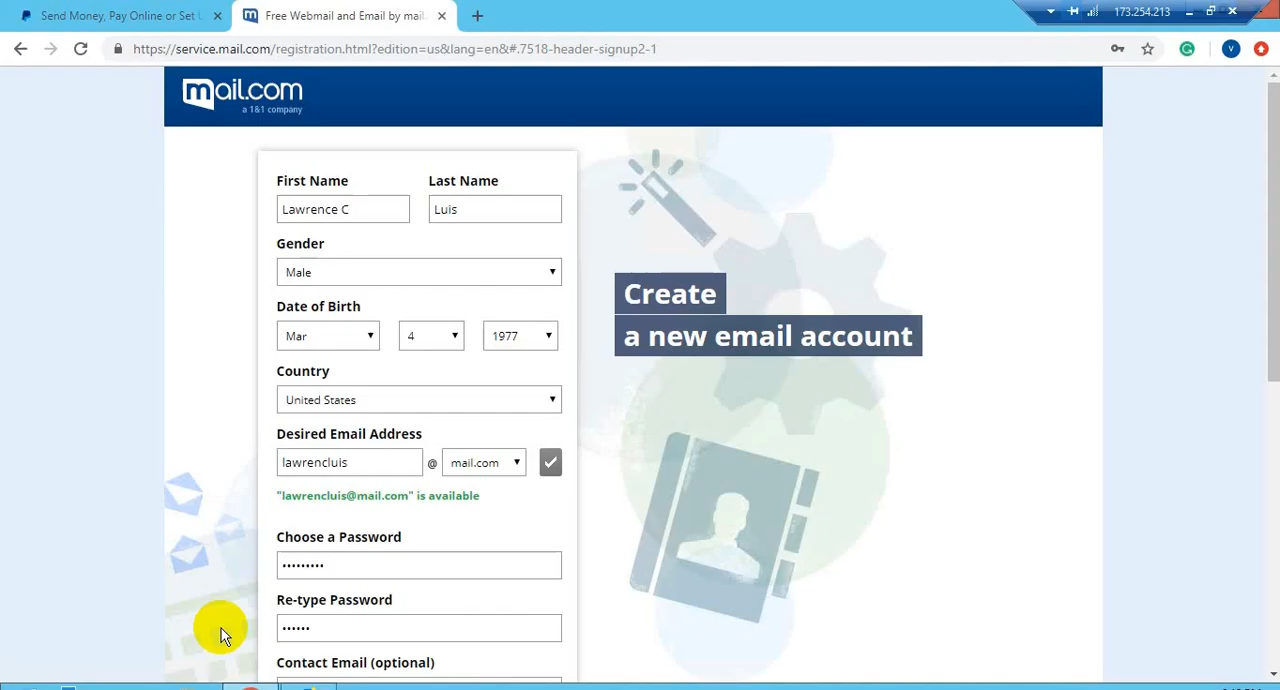 Send Money, Pay Online or Set U
Free Webmail and Email by mail.
173.254.213
https://service.mail.com/registration.html?edition=us&lang=en&#.7518-header-signup2-1
V
mail.com
a 1&1 company
First Name
Last Name
Lawrence C
Luis
Gender
Male
Create
a new email account
Date of Birth
Mar
4
1977
Country
United States
Desired Email Address
lawrencluis
@
mail.com
"lawrencluis@mail.com" is available
Choose a Password
•••••••••
Re-type Password
••••••
Contact Email (optional)